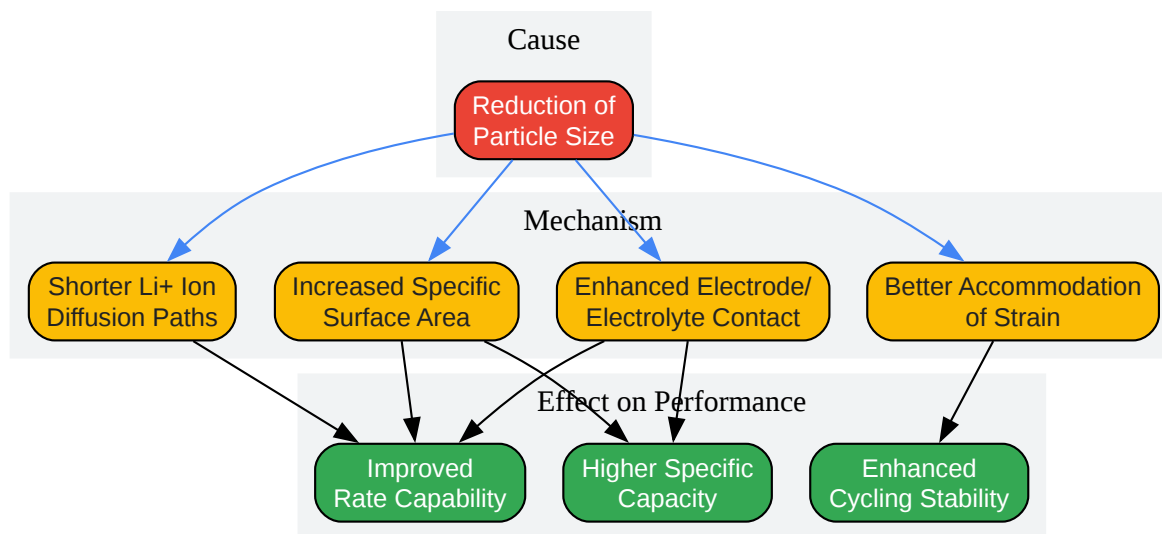 Cause
Reduction of
Particle Size
Mechanism
Shorter Li+ Ion
Diffusion Paths
Increased Specific
Surface Area
Enhanced Electrode/
Electrolyte Contact
Better Accommodation
of Strain
Effect on Performance
Improved
Rate Capability
Higher Specific
Capacity
Enhanced
Cycling Stability